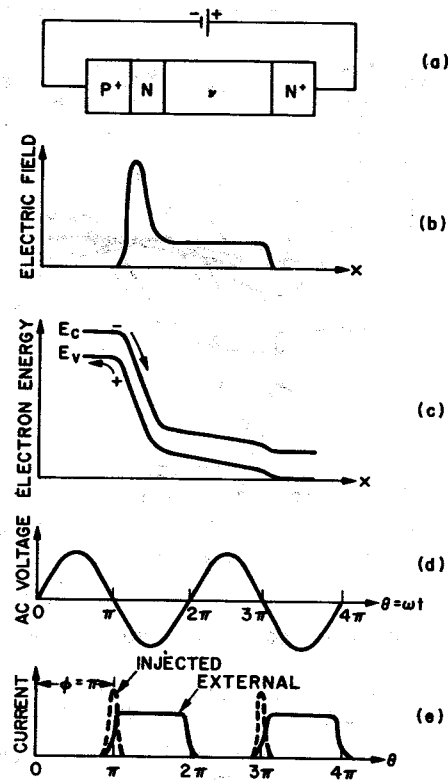 - +
(a)
P+ N ν N+
ELECTRIC FIELD
(b)
X
ELECTRON ENERGY
EC
-
EV
+
(c)
X
AC VOLTAGE
(d)
0 π 2π 3π 4π θ=ωt
INJECTED
ϕ = π
EXTERNAL
CURRENT
(e)
0 π 2π 3π 4π θ